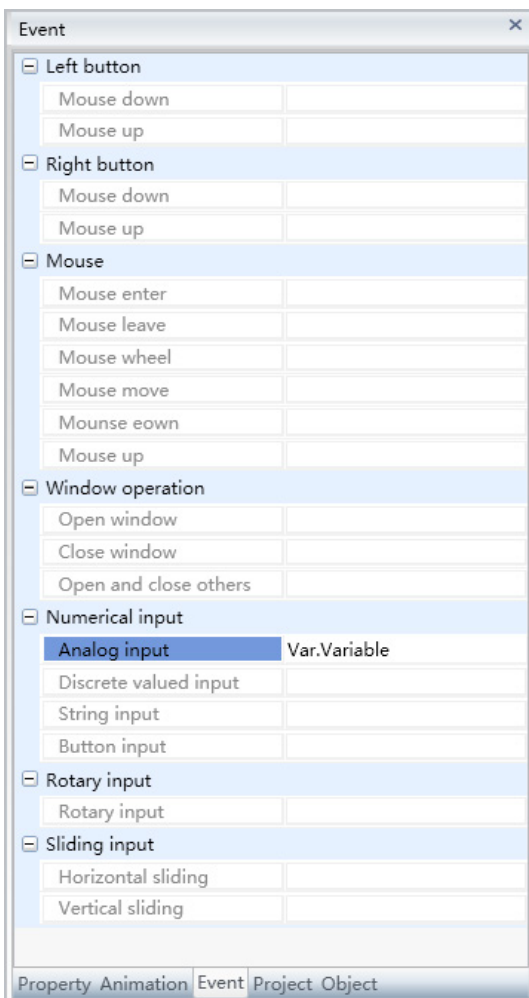 Event
Left button
Mouse down
Mouse up
Right button
Mouse down
Mouse up
Mouse
Mouse enter
Mouse leave
Mouse wheel
Mouse move
Mounse eown
Mouse up
Window operation
Open window
Close window
Open and close others
Numerical input
Analog input Var.Variable
Discrete valued input
String input
Button input
Rotary input
Rotary input
Sliding input
Horizontal sliding
Vertical sliding
Property Animation Event Project Object